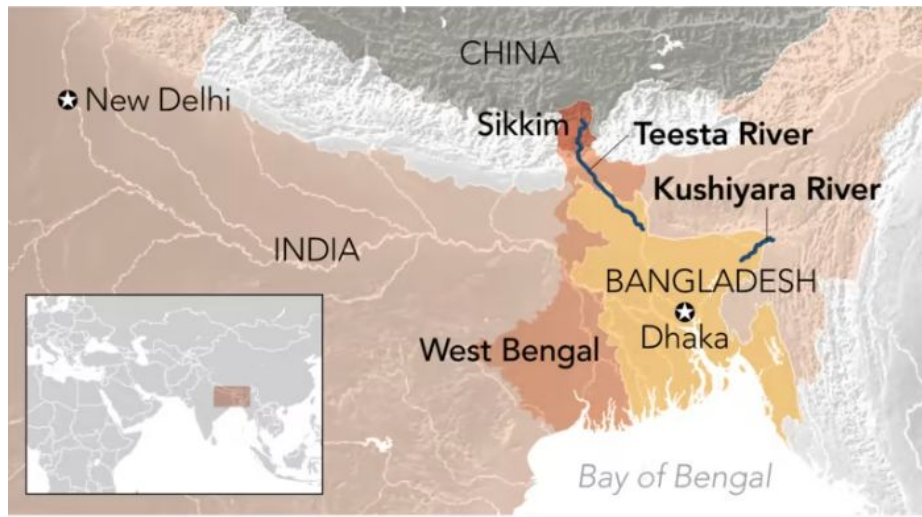 CHINA
New Delhi
Sikkim
Teesta River
Kushiyara River
INDIA
BANGLADESH
Dhaka
West Bengal
Bay of Bengal